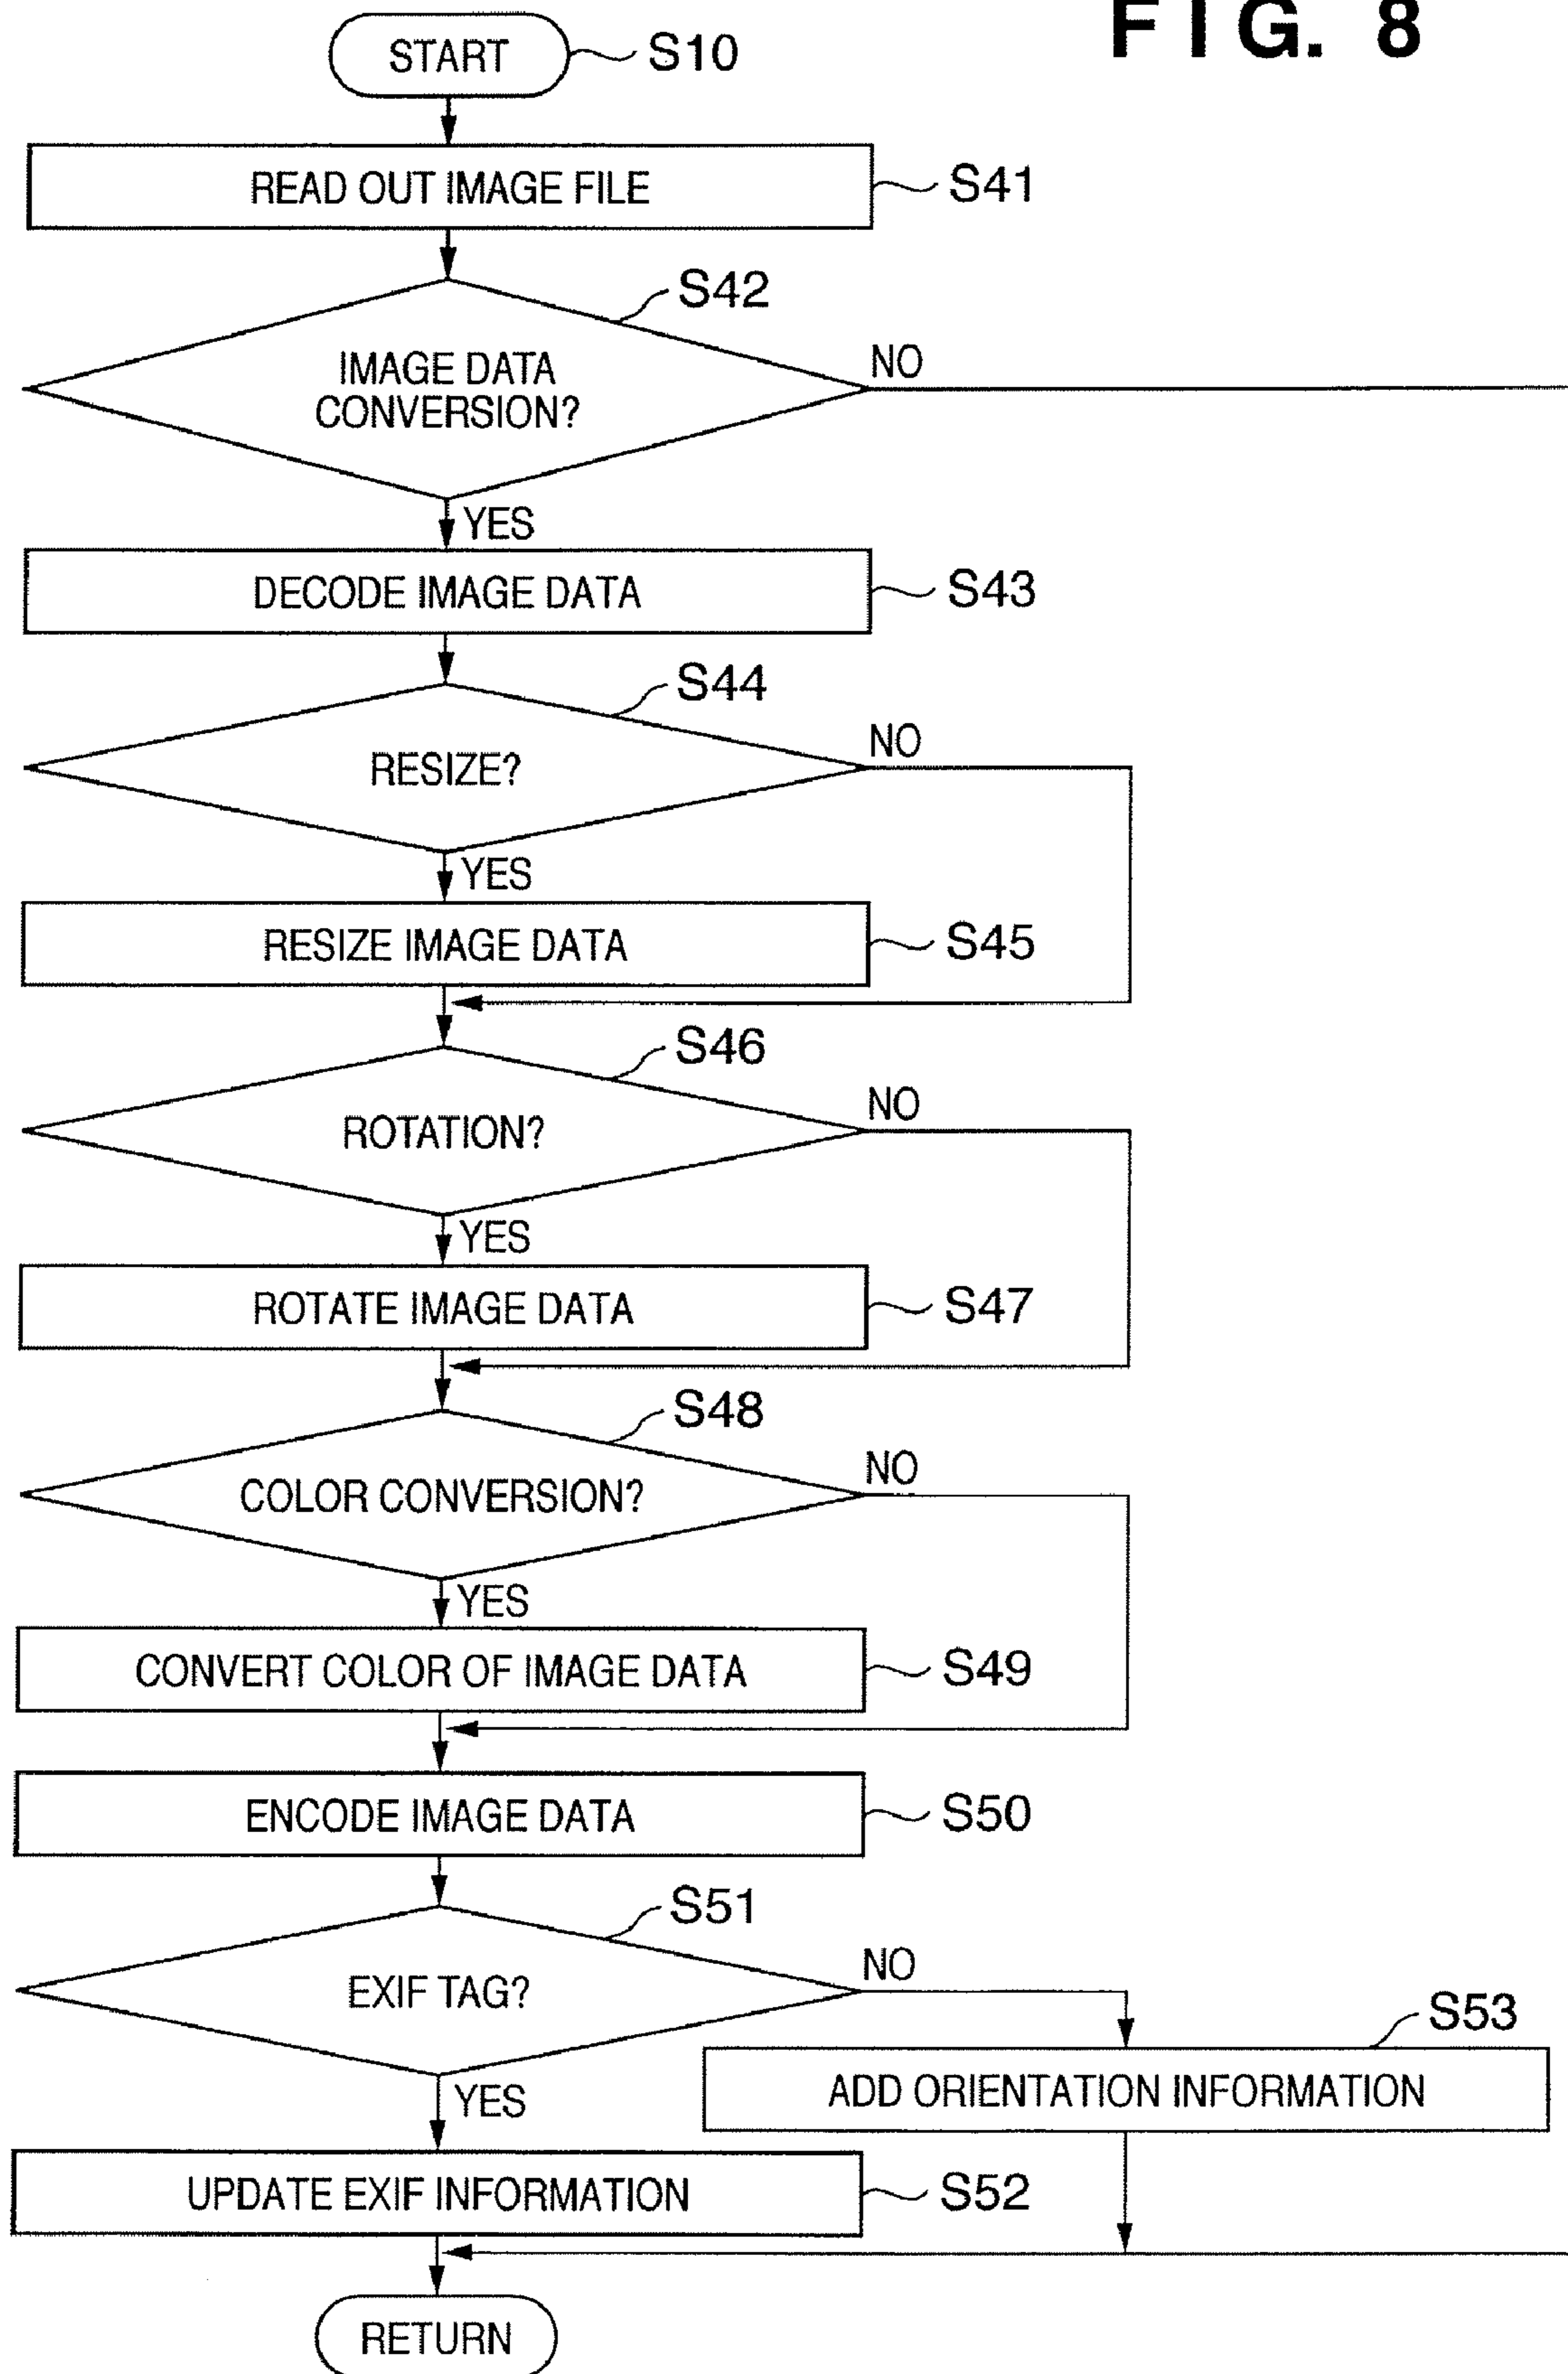 FIG. 8
START
S10
READ OUT IMAGE FILE
S41
S42
IMAGE DATA
CONVERSION?
NO
YES
DECODE IMAGE DATA
S43
S44
RESIZE?
NO
YES
RESIZE IMAGE DATA
S45
S46
ROTATION?
NO
YES
ROTATE IMAGE DATA
S47
S48
COLOR CONVERSION?
NO
YES
CONVERT COLOR OF IMAGE DATA
S49
ENCODE IMAGE DATA
S50
S51
EXIF TAG?
NO
S53
ADD ORIENTATION INFORMATION
YES
UPDATE EXIF INFORMATION
S52
RETURN